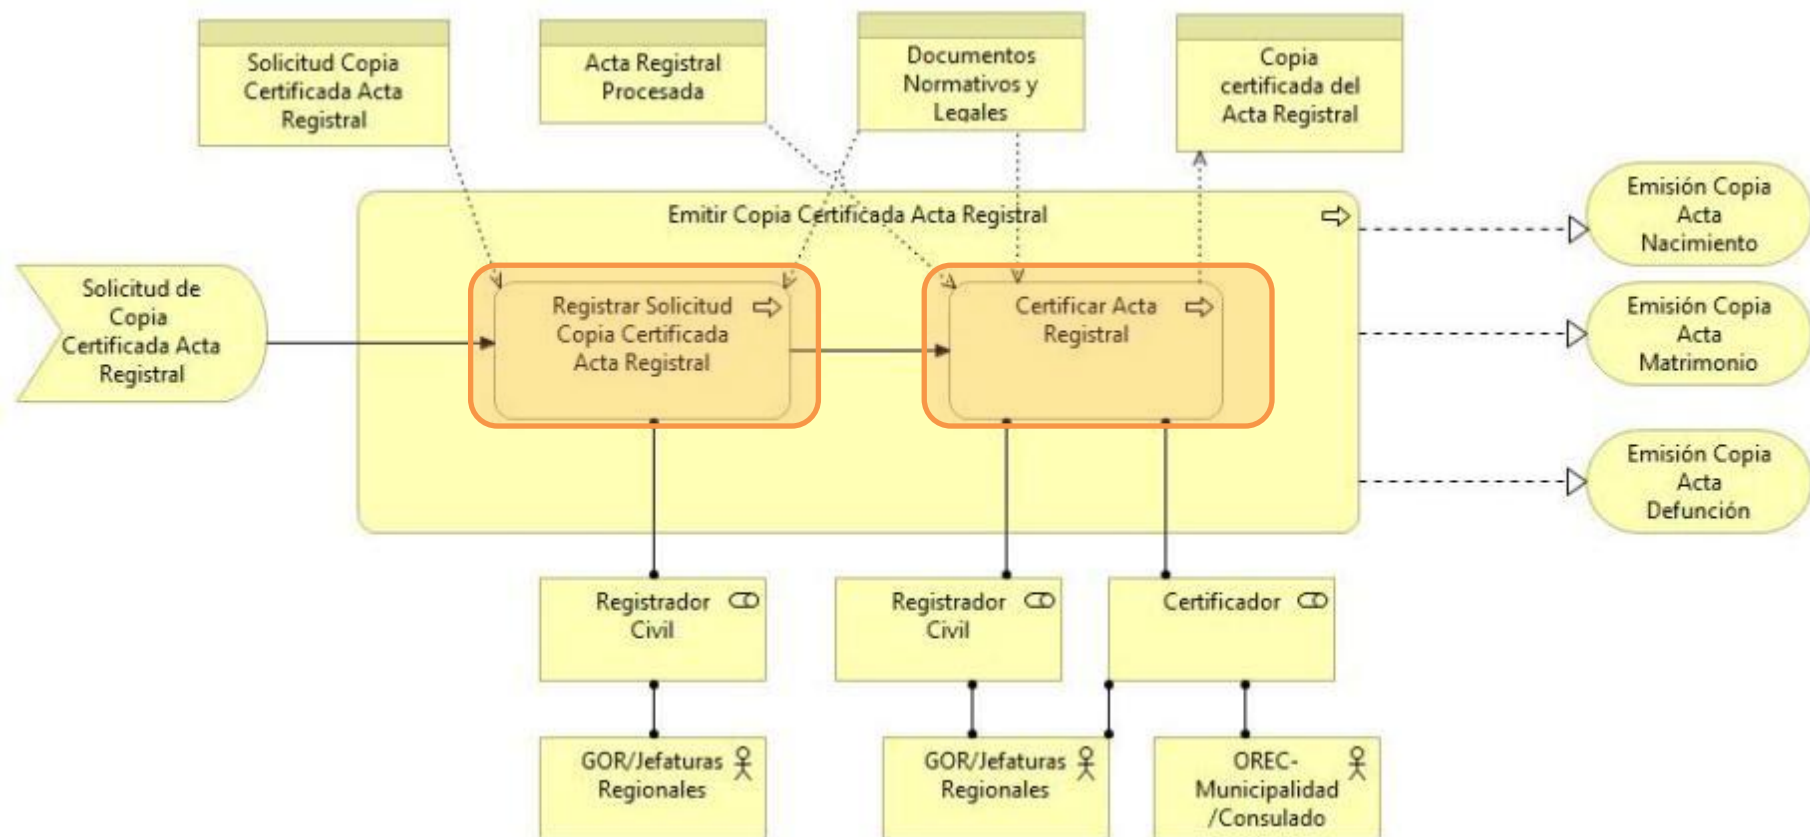 Solicitud Copia
Certificada Acta
Registral
Acta Registral
Procesada
Documentos
Normativos y
Legales
Copia
certificada del
Acta Registral
Emitir Copia Certificada Acta Registral
Solicitud de
Copia
Certificada Acta
Registral
Registrar Solicitud
Copia Certificada
Acta Registral
Certificar Acta
Registral
Emisión Copia
Acta
Nacimiento
Emisión Copia
Acta
Matrimonio
Emisión Copia
Acta
Defunción
Registrador
Civil
Registrador
Civil
Certificador
GOR/Jefaturas
Regionales
GOR/Jefaturas
Regionales
OREC-
Municipalidad
/Consulado